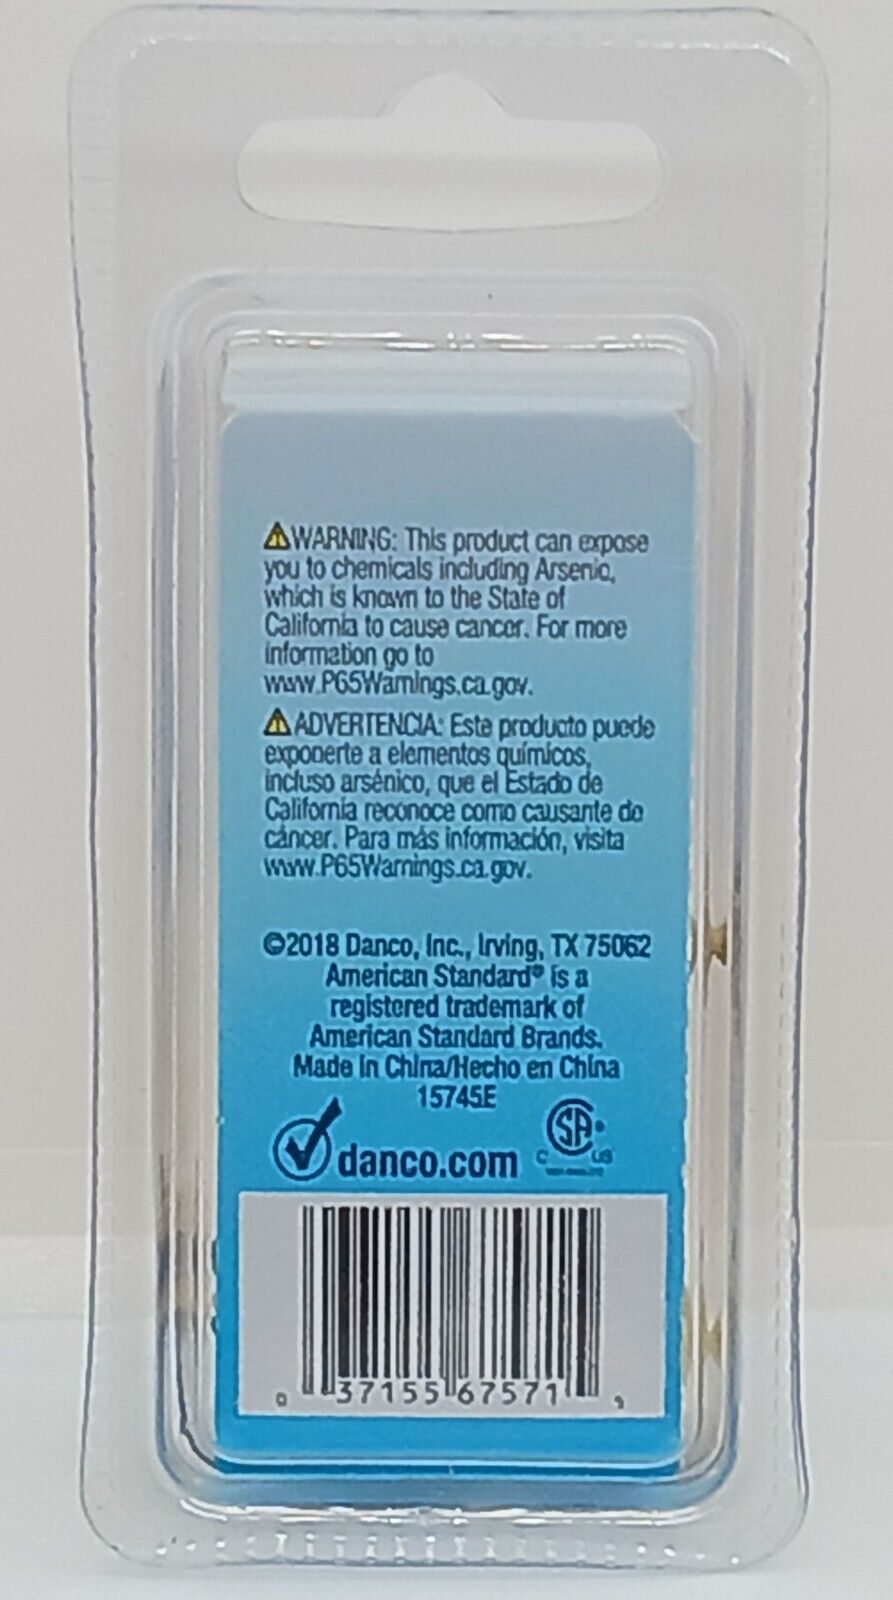 ⚠WARNING: This product can expose
you to chemicals including Arsenic,
which is known to the State of
California to cause cancer. For more
information go to
www.P65Warnings.ca.gov.
⚠ADVERTENCIA: Este producto puede
exponerte a elementos químicos,
incluso arsénico, que el Estado de
California reconoce como causante de
cáncer. Para más información, visita
www.P65Warnings.ca.gov.
©2018 Danco, Inc., Irving, TX 75062
American Standard® is a
registered trademark of
American Standard Brands.
Made in China/Hecho en China
15745E
danco.com
SA®
C US
0 37155 67571